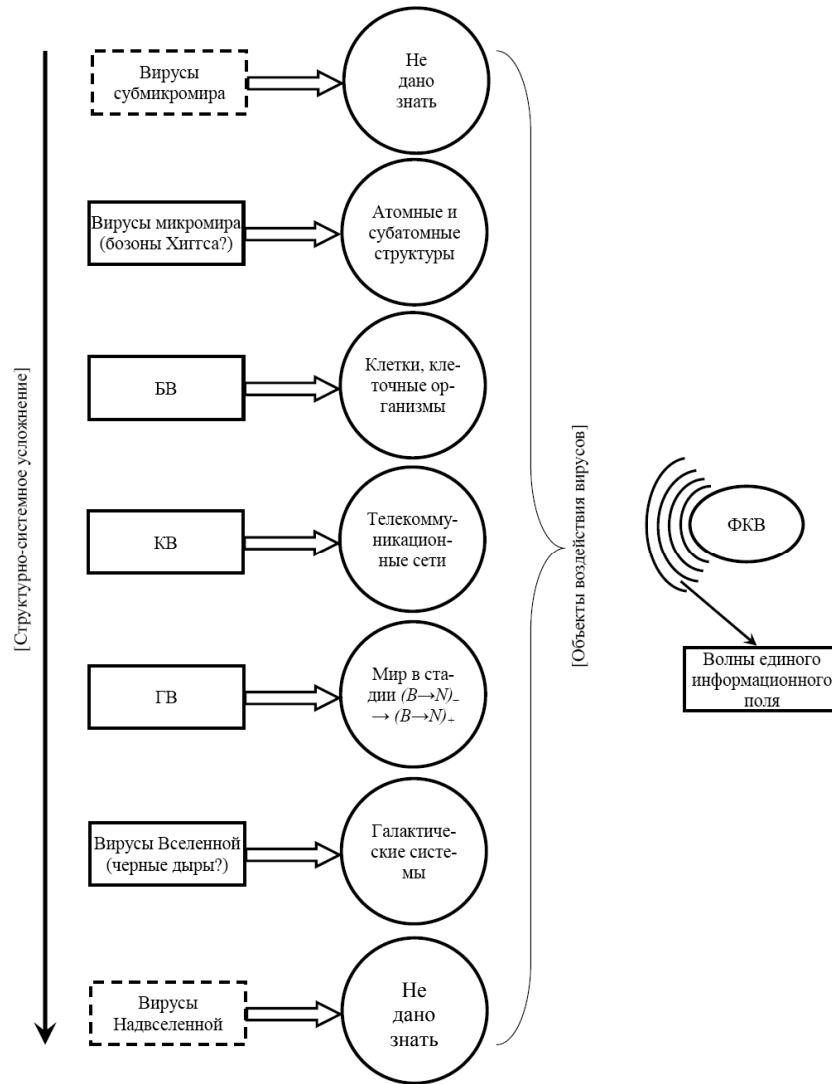 Вирусы
субмикромира
Не
дано
знать
Вирусы микромира
(бозоны Хиггса?)
Атомные и
субатомные
структуры
БВ
Клетки, кле-
точные ор-
ганизмы
КВ
Телекомму-
никацион-
ные сети
ГВ
Мир в ста-
дии (B→N)₋
→ (B→N)₊
Вирусы Вселенной
(черные дыры?)
Галактиче-
ские систе-
мы
Вирусы
Надвселенной
Не
дано
знать
[Структурно-системное усложнение]
[Объекты воздействия вирусов]
ФКВ
Волны единого
информационного
поля